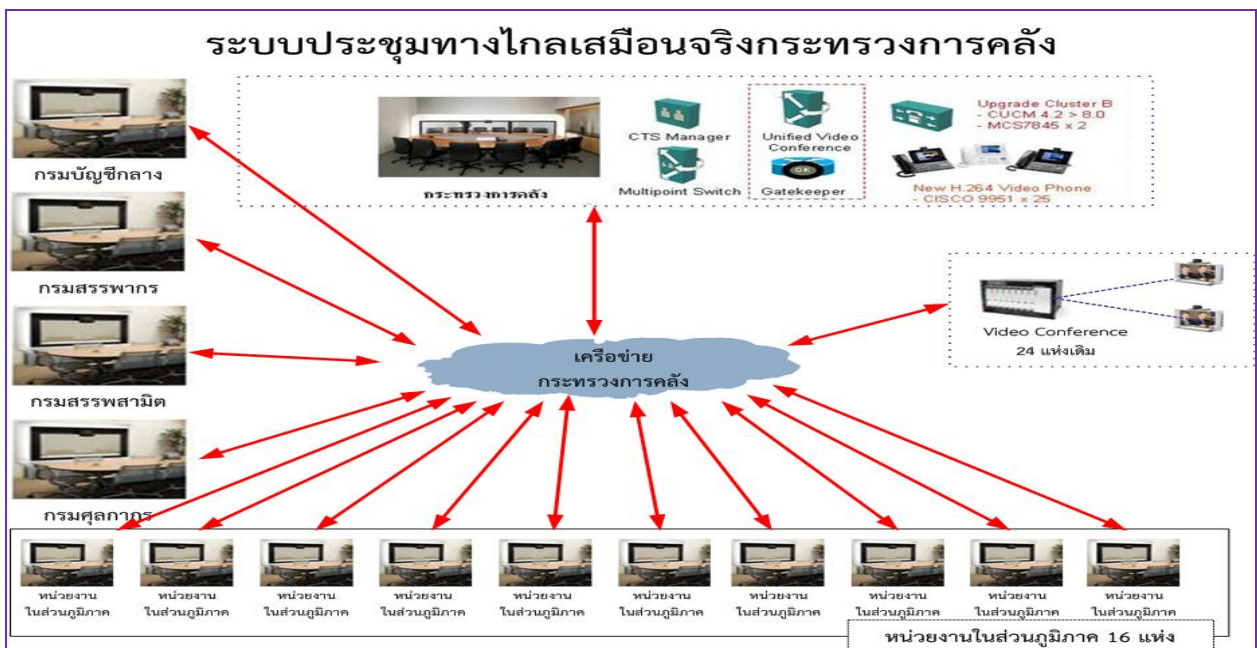 ระบบประชุมทางไกลเสมือนจริงกระทรวงการคลัง
กรมบัญชีกลาง
กรมสรรพากร
กรมสรรพสามิต
กรมศุลกากร
กระทรวงการคลัง
CTS Manager
Multipoint Switch
Unified Video
Conference
Gatekeeper
Upgrade Cluster B
- CUCM 4.2 > 8.0
- MCS7845 x 2
New H.264 Video Phone
- CISCO 9951 x 25
Video Conference
24 แห่งเดิม
เครือข่าย
กระทรวงการคลัง
หน่วยงาน
ในส่วนภูมิภาค
หน่วยงาน
ในส่วนภูมิภาค
หน่วยงาน
ในส่วนภูมิภาค
หน่วยงาน
ในส่วนภูมิภาค
หน่วยงาน
ในส่วนภูมิภาค
หน่วยงาน
ในส่วนภูมิภาค
หน่วยงาน
ในส่วนภูมิภาค
หน่วยงาน
ในส่วนภูมิภาค
หน่วยงาน
ในส่วนภูมิภาค
หน่วยงาน
ในส่วนภูมิภาค
หน่วยงานในส่วนภูมิภาค 16 แห่ง